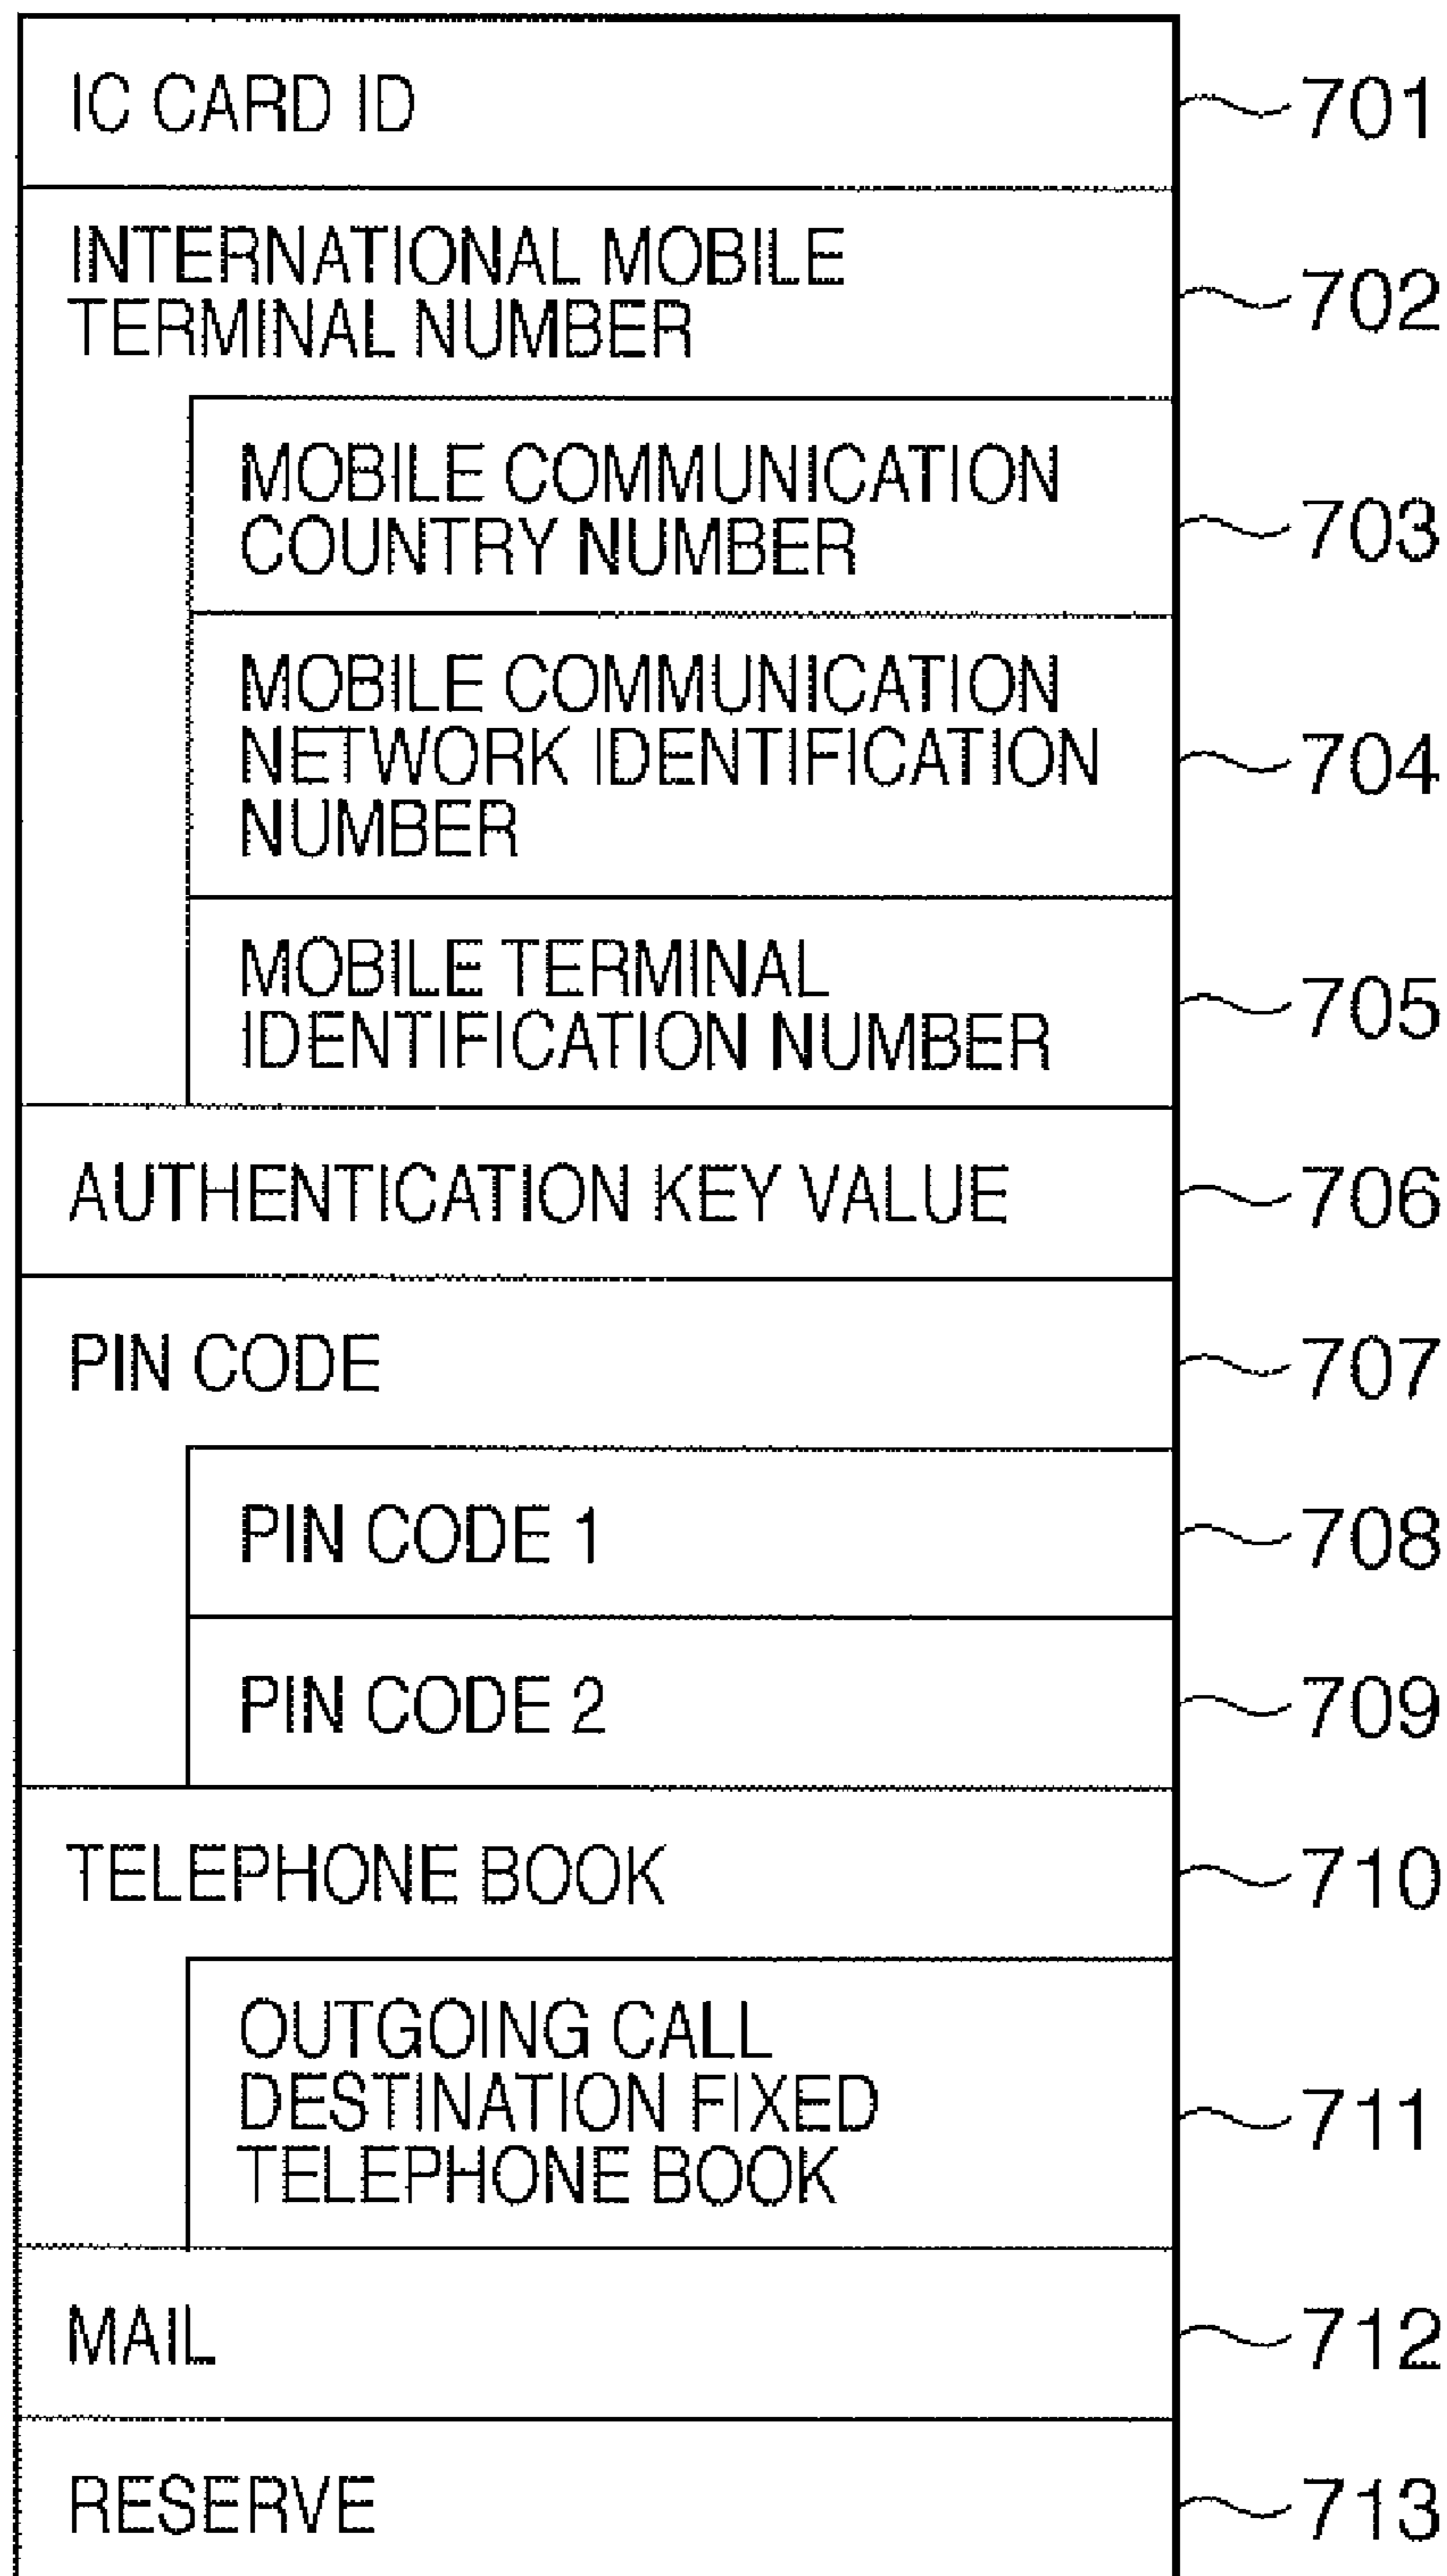 IC CARD ID
701
INTERNATIONAL MOBILE
TERMINAL NUMBER
702
MOBILE COMMUNICATION
COUNTRY NUMBER
703
MOBILE COMMUNICATION
NETWORK IDENTIFICATION
NUMBER
704
MOBILE TERMINAL
IDENTIFICATION NUMBER
705
AUTHENTICATION KEY VALUE
706
PIN CODE
707
PIN CODE 1
708
PIN CODE 2
709
TELEPHONE BOOK
710
OUTGOING CALL
DESTINATION FIXED
TELEPHONE BOOK
711
MAIL
712
RESERVE
713